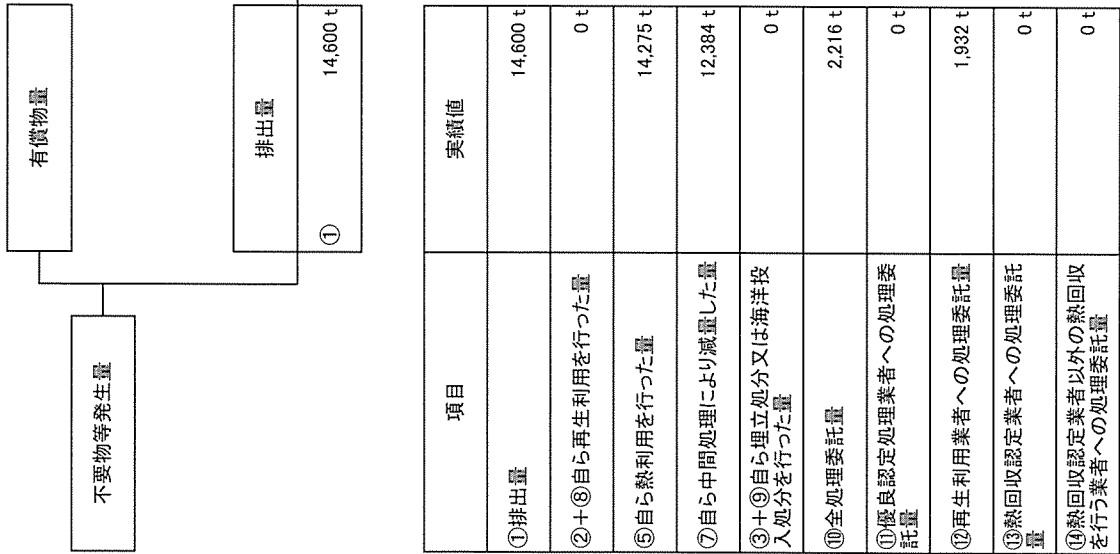 不要物等発生量
有償物量
排出量
① 14,600 t
項目 実績値
①排出量 14,600 t
②+⑧自ら再生利用を行った量 0 t
⑤自ら熱利用を行った量 14,275 t
⑦自ら中間処理により減量した量 12,384 t
③+⑨自ら埋立処分又は海洋投
入処分を行った量 0 t
⑩全処理委託量 2,216 t
⑪優良認定処理業者への処理委
託量 0 t
⑫再生利用業者への処理委託量 1,932 t
⑬熱回収認定業者への処理委託
量 0 t
⑭熱回収認定業者以外の熱回収
を行う業者への処理委託量 0 t